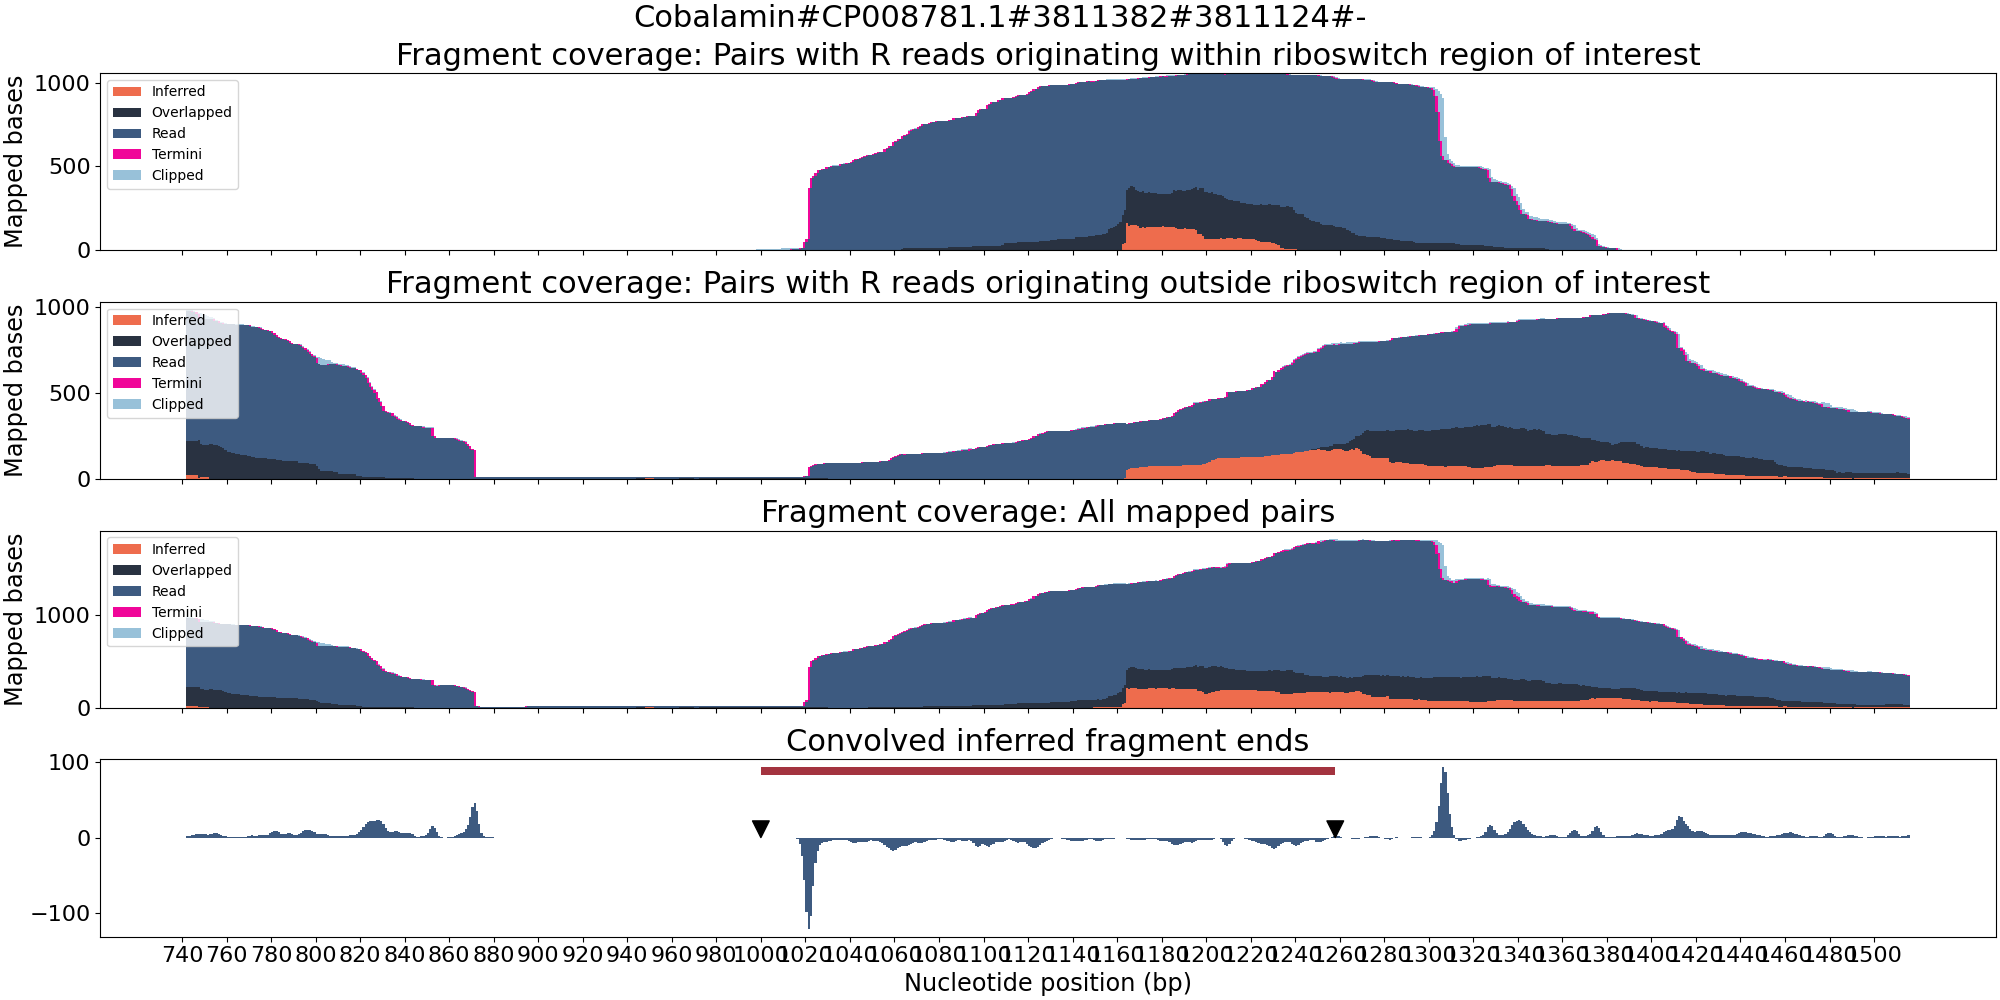 Cobalamin#CP008781.1#3811382#3811124#-
Fragment coverage: Pairs with R reads originating within riboswitch region of interest
Mapped bases
1000
500
0
Inferred
Overlapped
Read
Termini
Clipped
Fragment coverage: Pairs with R reads originating outside riboswitch region of interest
Mapped bases
1000
500
0
Inferred
Overlapped
Read
Termini
Clipped
Fragment coverage: All mapped pairs
Mapped bases
1000
0
Inferred
Overlapped
Read
Termini
Clipped
Convolved inferred fragment ends
100
0
−100
740 760 780 800 820 840 860 880 900 920 940 960 980 1000 1020 1040 1060 1080 1100 1120 1140 1160 1180 1200 1220 1240 1260 1280 1300 1320 1340 1360 1380 1400 1420 1440 1460 1480 1500
Nucleotide position (bp)